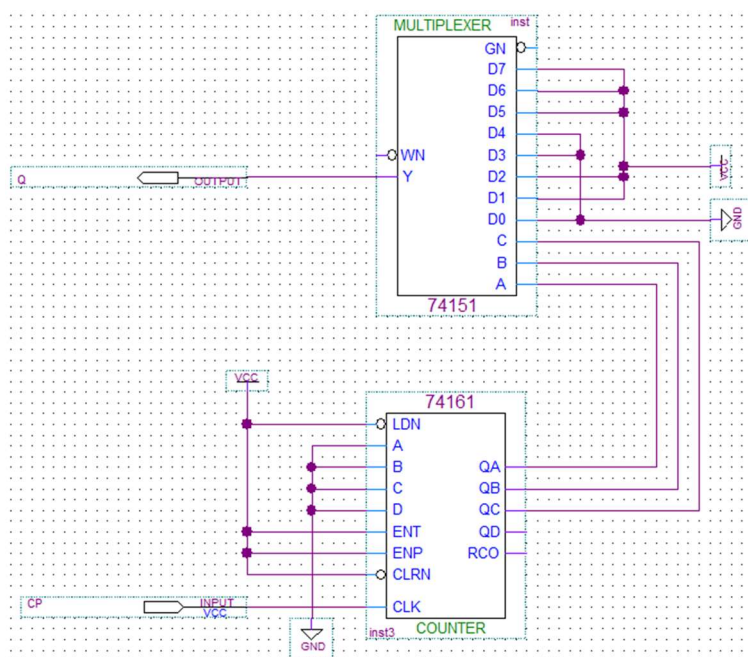 MULTIPLEXER inst
GN
D7
D6
D5
D4
WN D3
Y D2
D1
D0
C
B
A
74151
Q OUTPUT
VCC
GND
VCC
74161
LDN
A
B QA
C QB
D QC
ENT QD
ENP RCO
CLRN
CLK
inst3 COUNTER
CP INPUT
VCC
GND